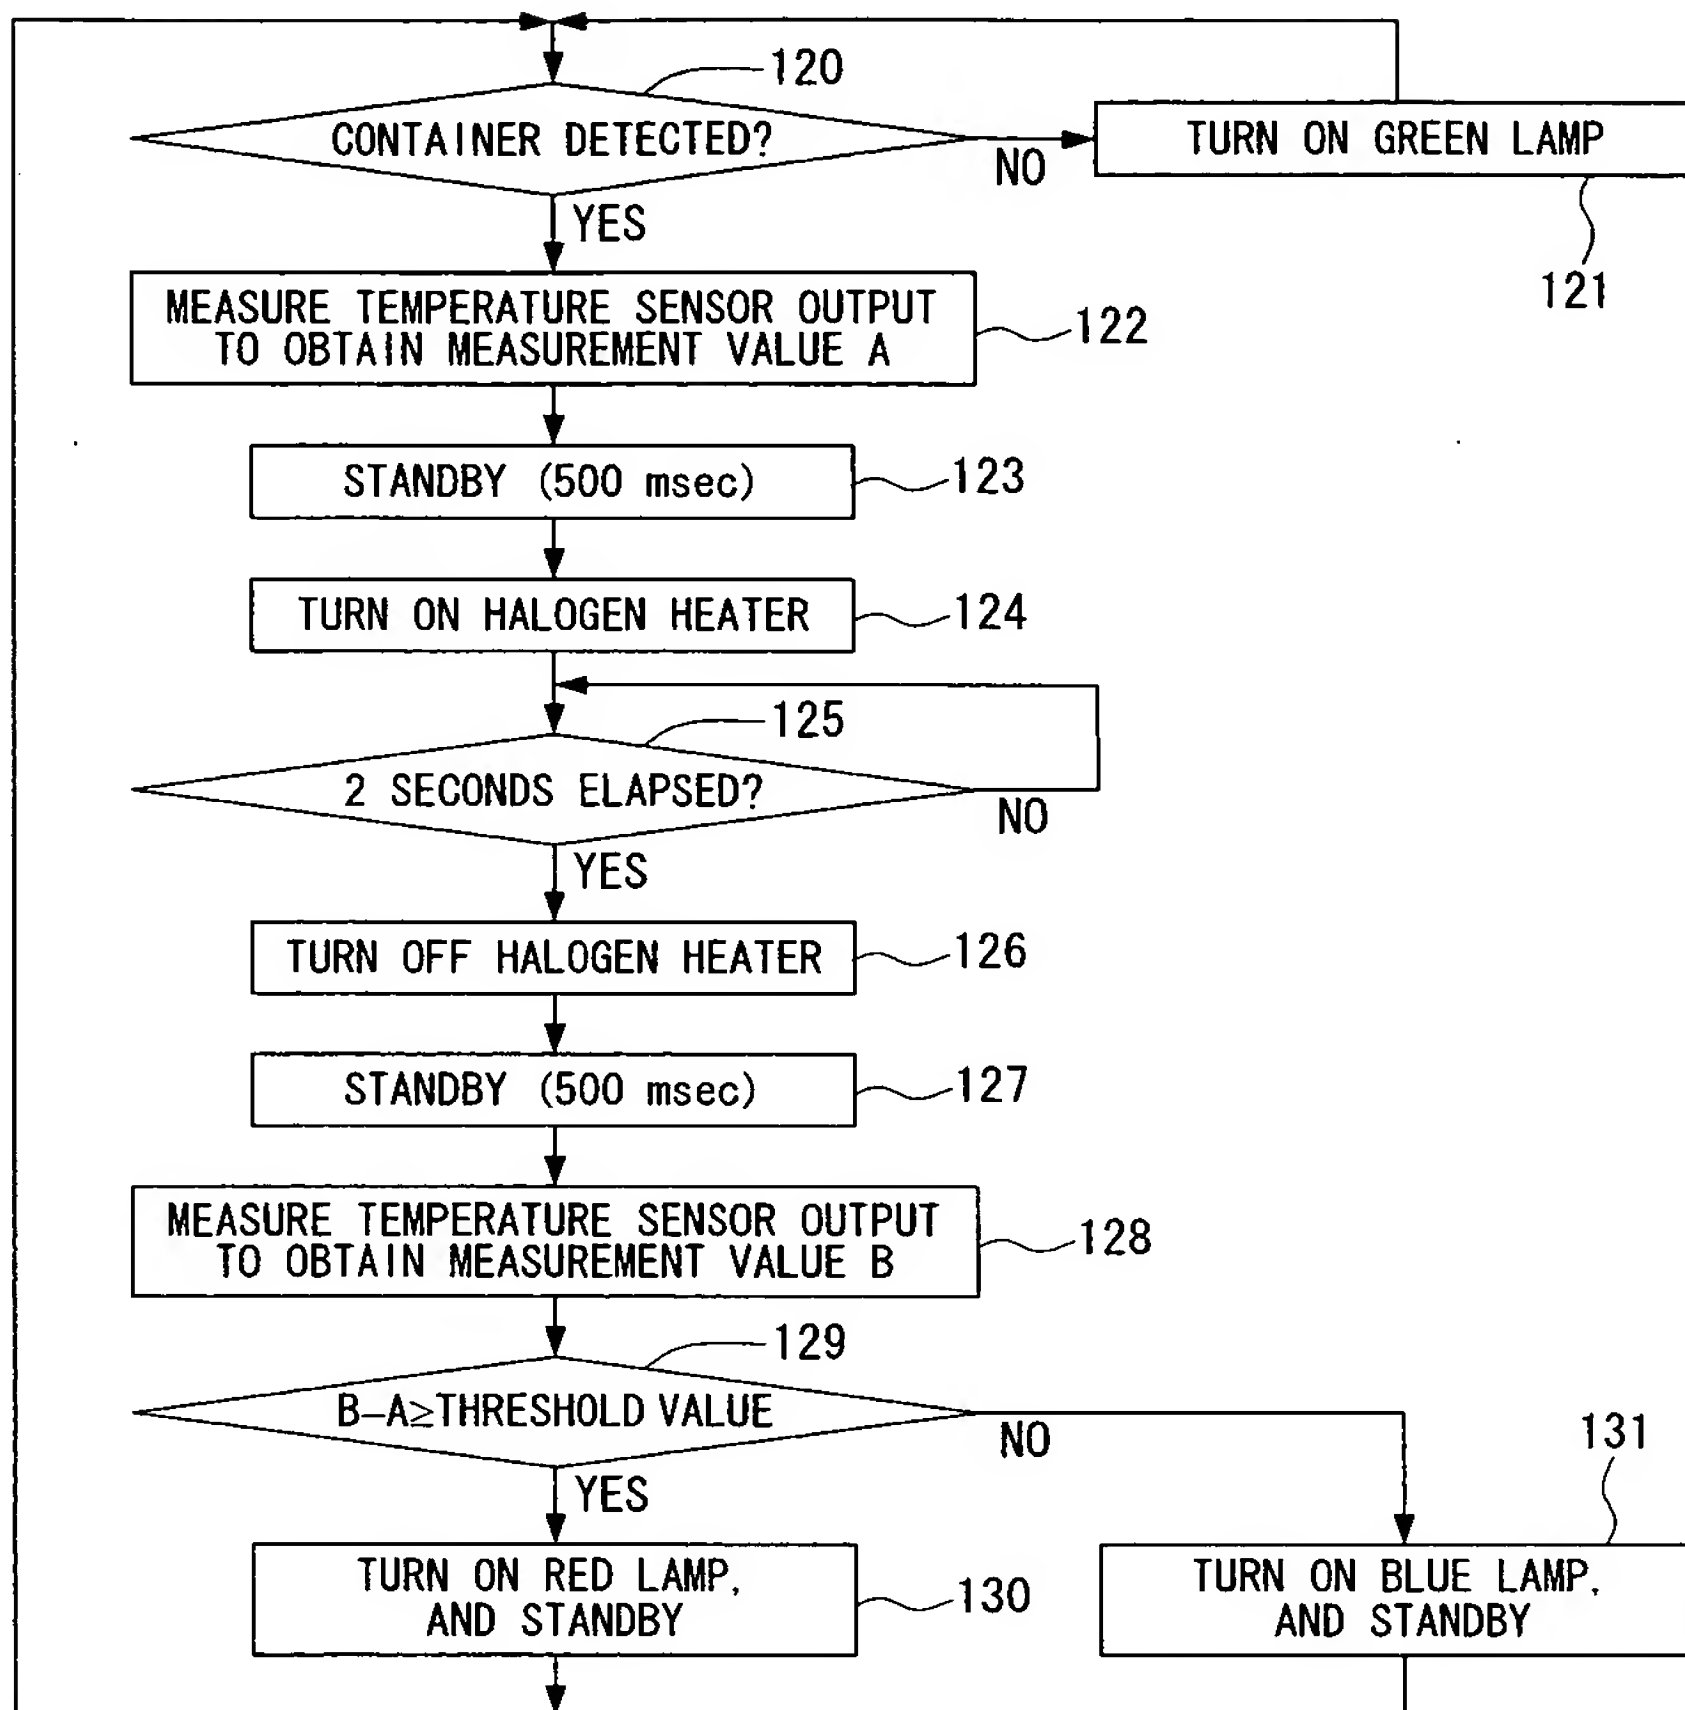 120
CONTAINER DETECTED?
NO
TURN ON GREEN LAMP
121
YES
MEASURE TEMPERATURE SENSOR OUTPUT
TO OBTAIN MEASUREMENT VALUE A
122
STANDBY (500 msec)
123
TURN ON HALOGEN HEATER
124
125
2 SECONDS ELAPSED?
NO
YES
TURN OFF HALOGEN HEATER
126
STANDBY (500 msec)
127
MEASURE TEMPERATURE SENSOR OUTPUT
TO OBTAIN MEASUREMENT VALUE B
128
129
B-A≥THRESHOLD VALUE
NO
YES
131
TURN ON RED LAMP,
AND STANDBY
130
TURN ON BLUE LAMP,
AND STANDBY